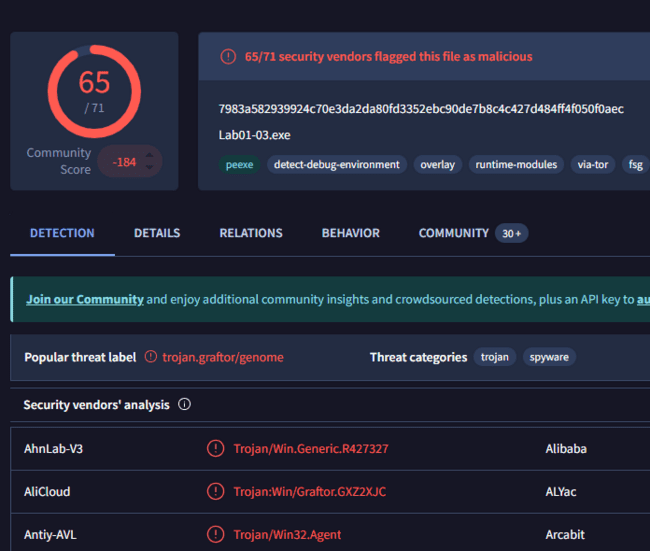 65
/ 71
Community Score
-184
65/71 security vendors flagged this file as malicious
7983a582939924c70e3da2da80fd3352ebc90de7b8c4c427d484ff4f050f0aec
Lab01-03.exe
peexe detect-debug-environment overlay runtime-modules via-tor fsg
DETECTION DETAILS RELATIONS BEHAVIOR COMMUNITY 30+
Join our Community and enjoy additional community insights and crowdsourced detections, plus an API key to au
Popular threat label trojan.graftor/genome Threat categories trojan spyware
Security vendors' analysis
AhnLab-V3 Trojan/Win.Generic.R427327 Alibaba
AliCloud Trojan:Win/Graftor.GXZ2XJC ALYac
Antiy-AVL Trojan/Win32.Agent Arcabit